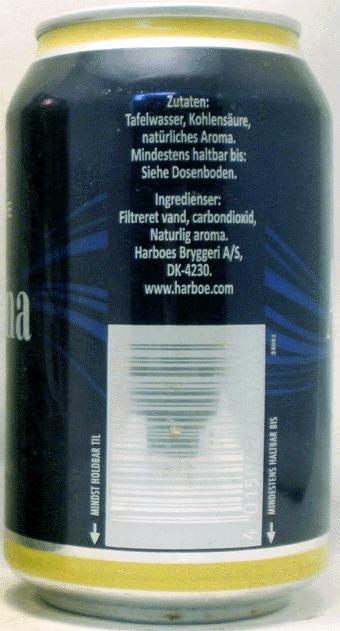 Zutaten:
Tafelwasser, Kohlensäure,
natürliches Aroma.
Mindestens haltbar bis:
Siehe Dosenboden.
Ingredienser:
Filtreret vand, carbondioxid,
Naturlig aroma.
Harboes Bryggeri A/S,
DK-4230.
www.harboe.com
na
MINDST HOLDBAR TIL
MINDESTENS HALTBAR BIS